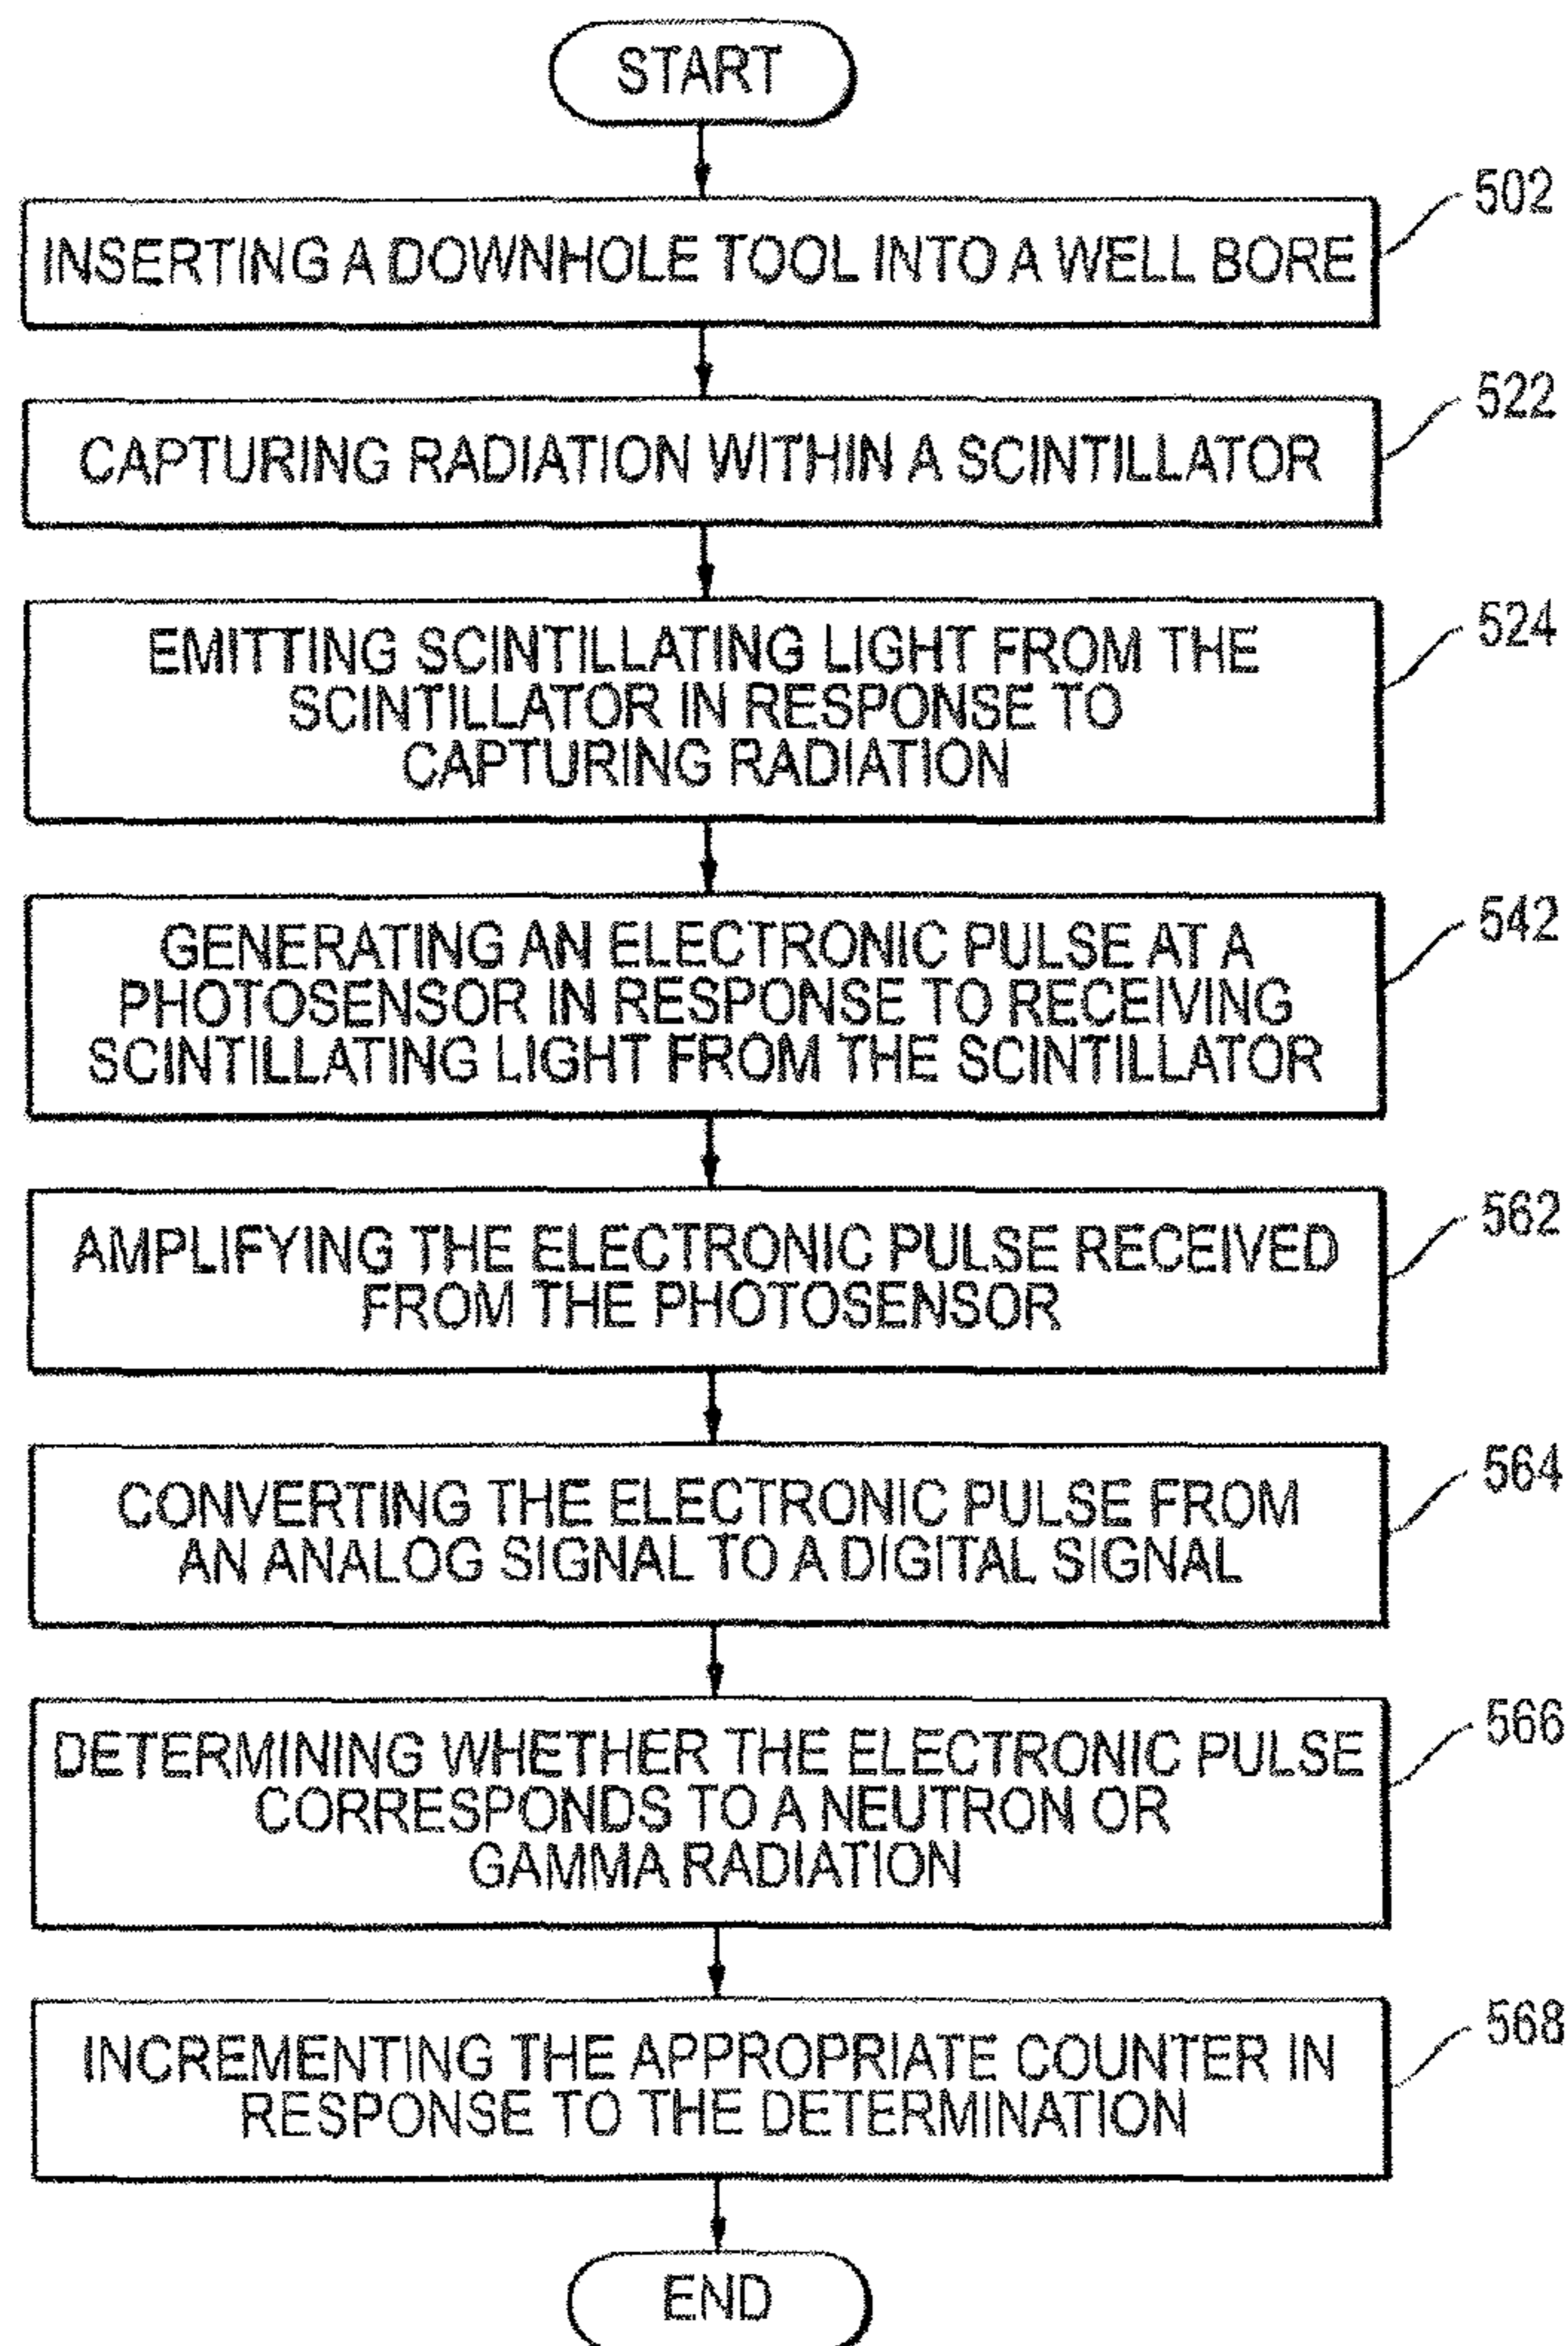 START
502
INSERTING A DOWNHOLE TOOL INTO A WELL BORE
522
CAPTURING RADIATION WITHIN A SCINTILLATOR
524
EMITTING SCINTILLATING LIGHT FROM THE
SCINTILLATOR IN RESPONSE TO
CAPTURING RADIATION
542
GENERATING AN ELECTRONIC PULSE AT A
PHOTOSENSOR IN RESPONSE TO RECEIVING
SCINTILLATING LIGHT FROM THE SCINTILLATOR
562
AMPLIFYING THE ELECTRONIC PULSE RECEIVED
FROM THE PHOTOSENSOR
564
CONVERTING THE ELECTRONIC PULSE FROM
AN ANALOG SIGNAL TO A DIGITAL SIGNAL
566
DETERMINING WHETHER THE ELECTRONIC PULSE
CORRESPONDS TO A NEUTRON OR
GAMMA RADIATION
568
INCREMENTING THE APPROPRIATE COUNTER IN
RESPONSE TO THE DETERMINATION
END